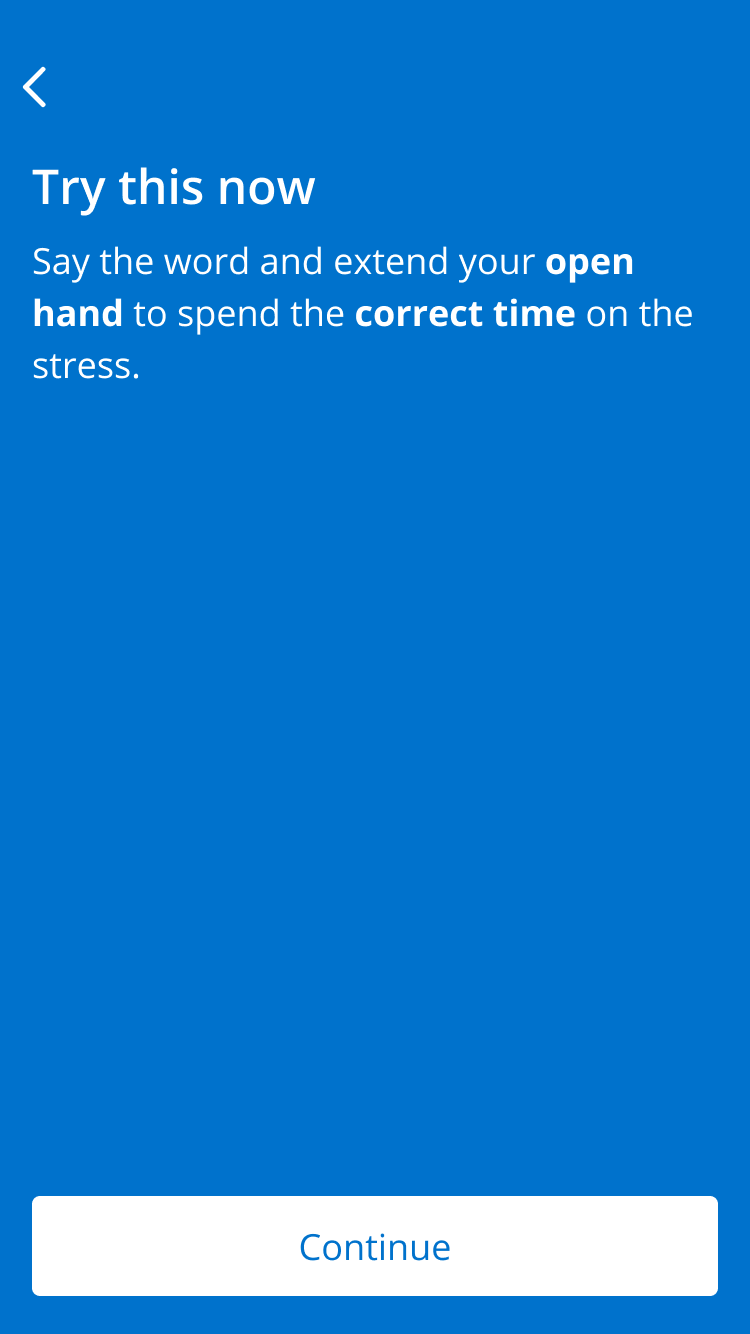 Try this now
Say the word and extend your open
hand to spend the correct time on the
stress.
Continue